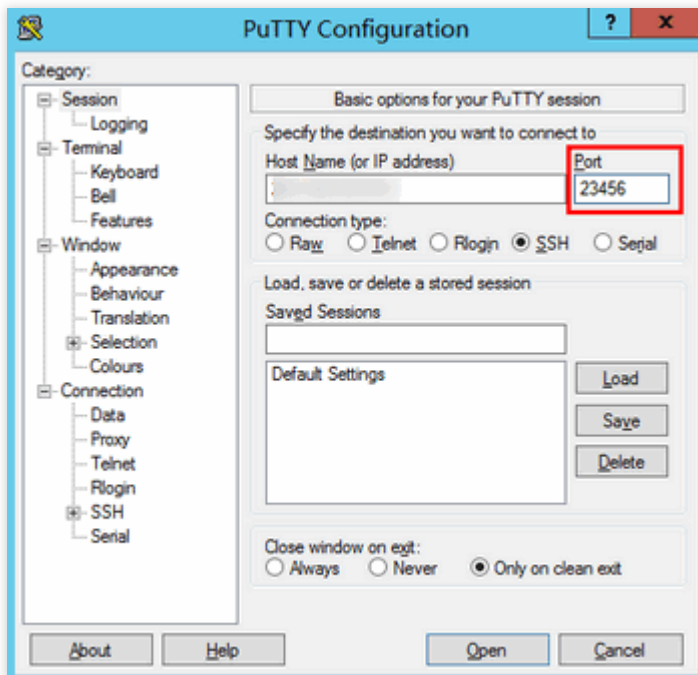 PuTTY Configuration
?
x
Category:
Session
Logging
Terminal
Keyboard
Bell
Features
Window
Appearance
Behaviour
Translation
Selection
Colours
Connection
Data
Proxy
Telnet
Rlogin
SSH
Serial
Basic options for your PuTTY session
Specify the destination you want to connect to
Host Name (or IP address) Port
23456
Connection type:
Raw Telnet Rlogin SSH Serial
Load, save or delete a stored session
Saved Sessions
Default Settings
Load
Save
Delete
Close window on exit:
Always Never Only on clean exit
About Help Open Cancel